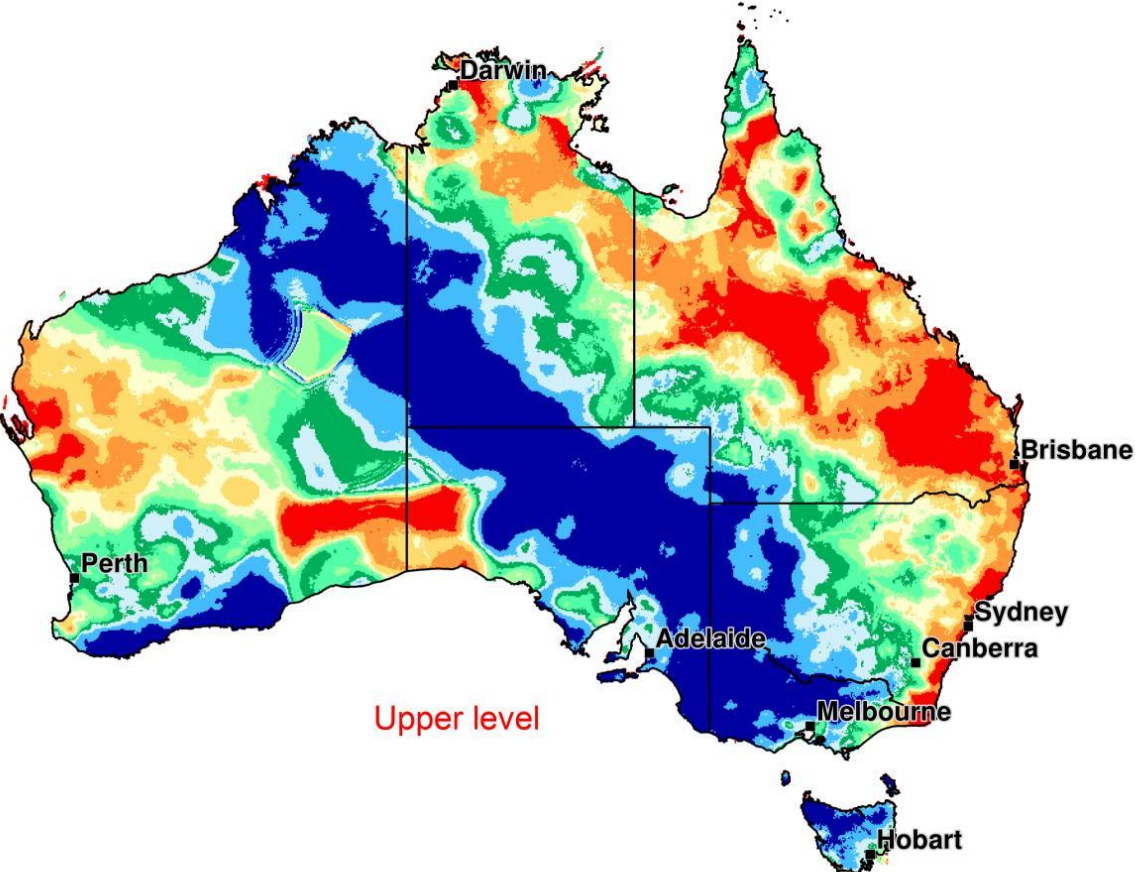 Darwin
Brisbane
Perth
Sydney
Adelaide
Canberra
Upper level
Melbourne
Hobart